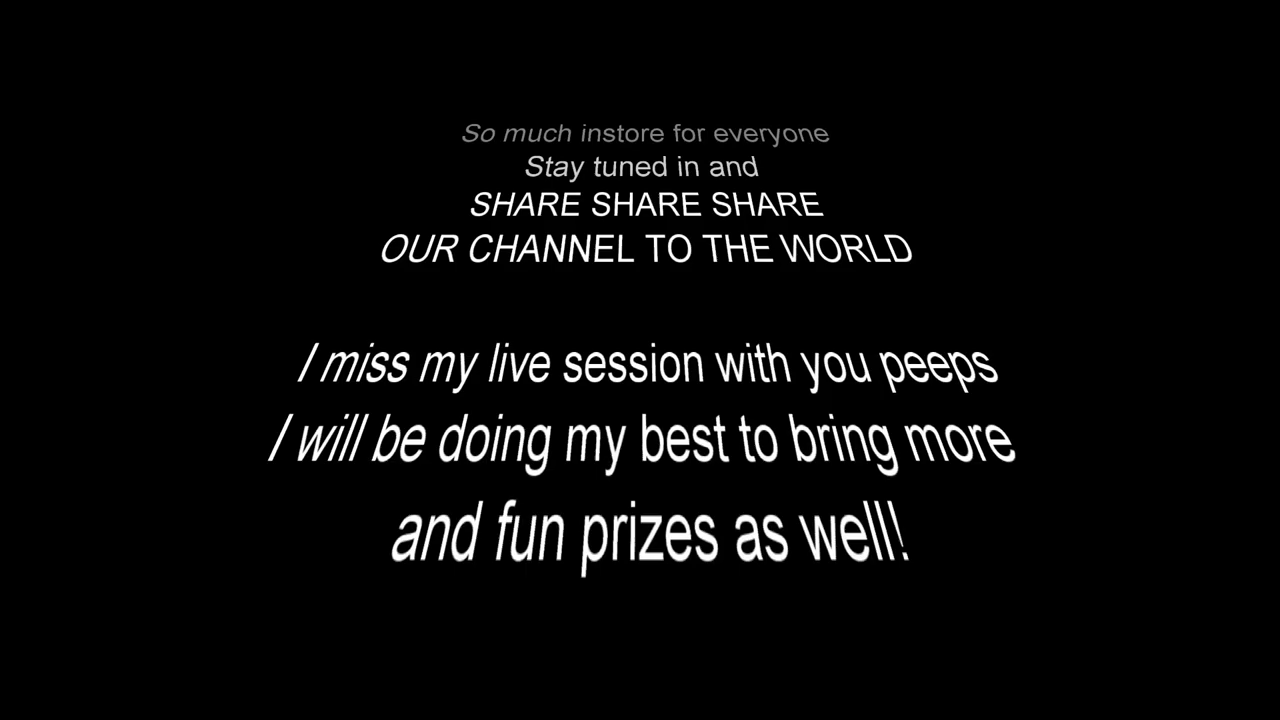 So much instore for everyone
Stay tuned in and
SHARE SHARE SHARE
OUR CHANNEL TO THE WORLD
I miss my live session with you peeps
I will be doing my best to bring more
and fun prizes as well!